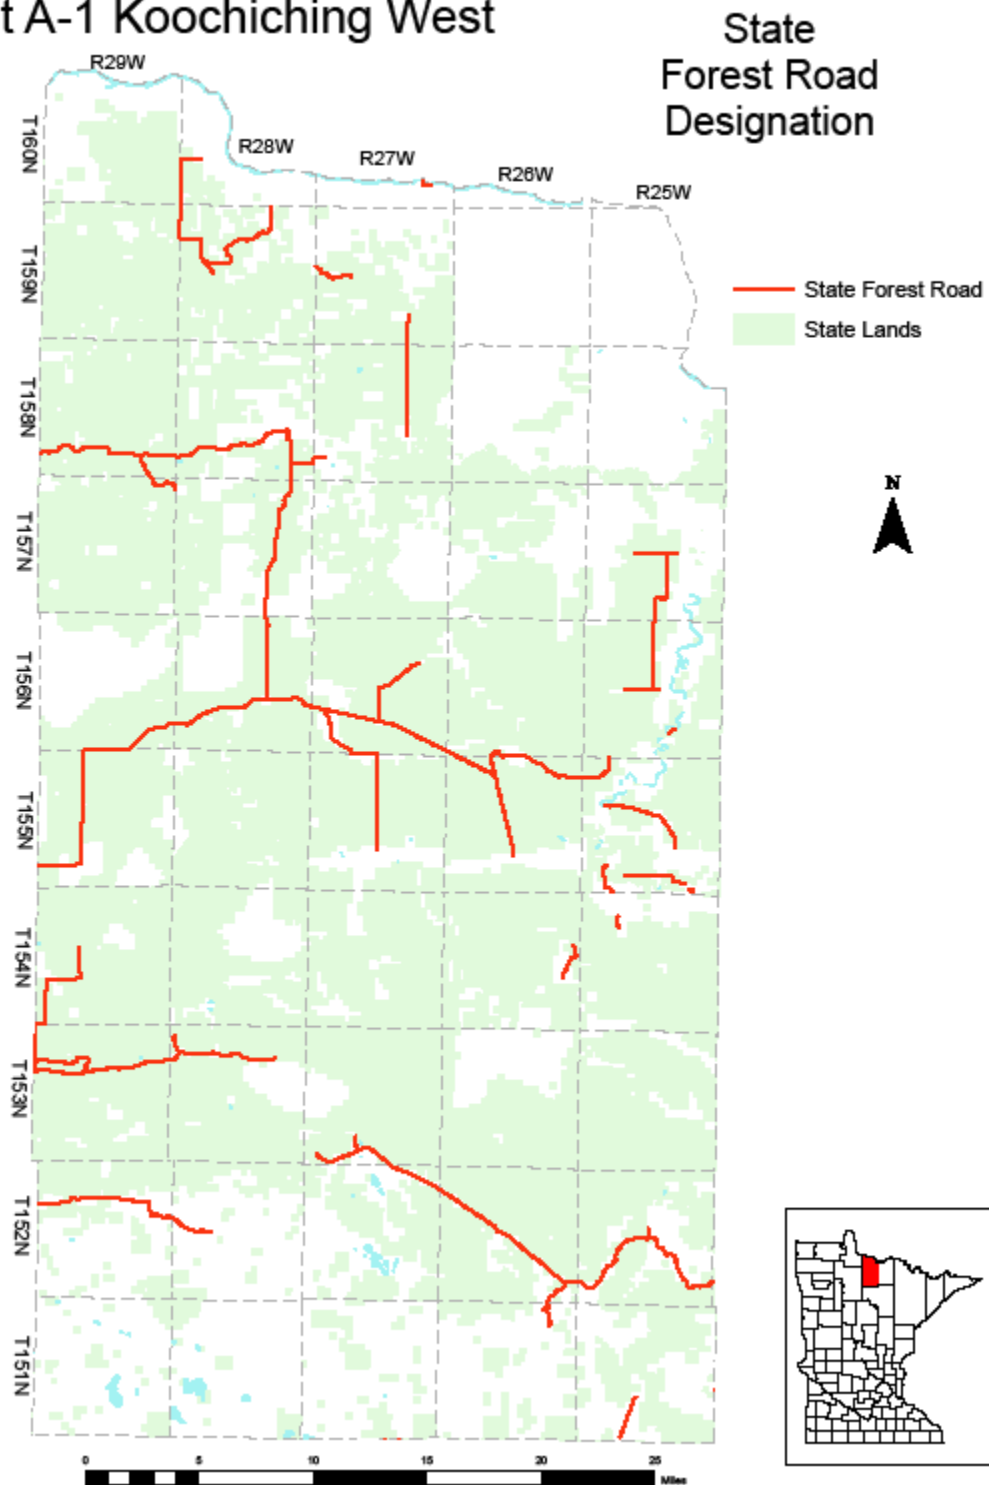 t A-1 Koochiching West
State
Forest Road
Designation
R29W
R28W
R27W
R26W
R25W
T160N
T159N
T158N
T157N
T156N
T155N
T154N
T153N
T152N
T151N
State Forest Road
State Lands
N
0 5 10 15 20 25
Miles